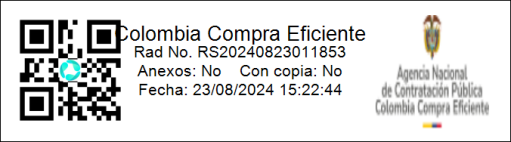 Colombia Compra Eficiente
Rad No. RS20240823011853
Anexos: No Con copia: No
Fecha: 23/08/2024 15:22:44
Agencia Nacional
de Contratación Pública
Colombia Compra Eficiente